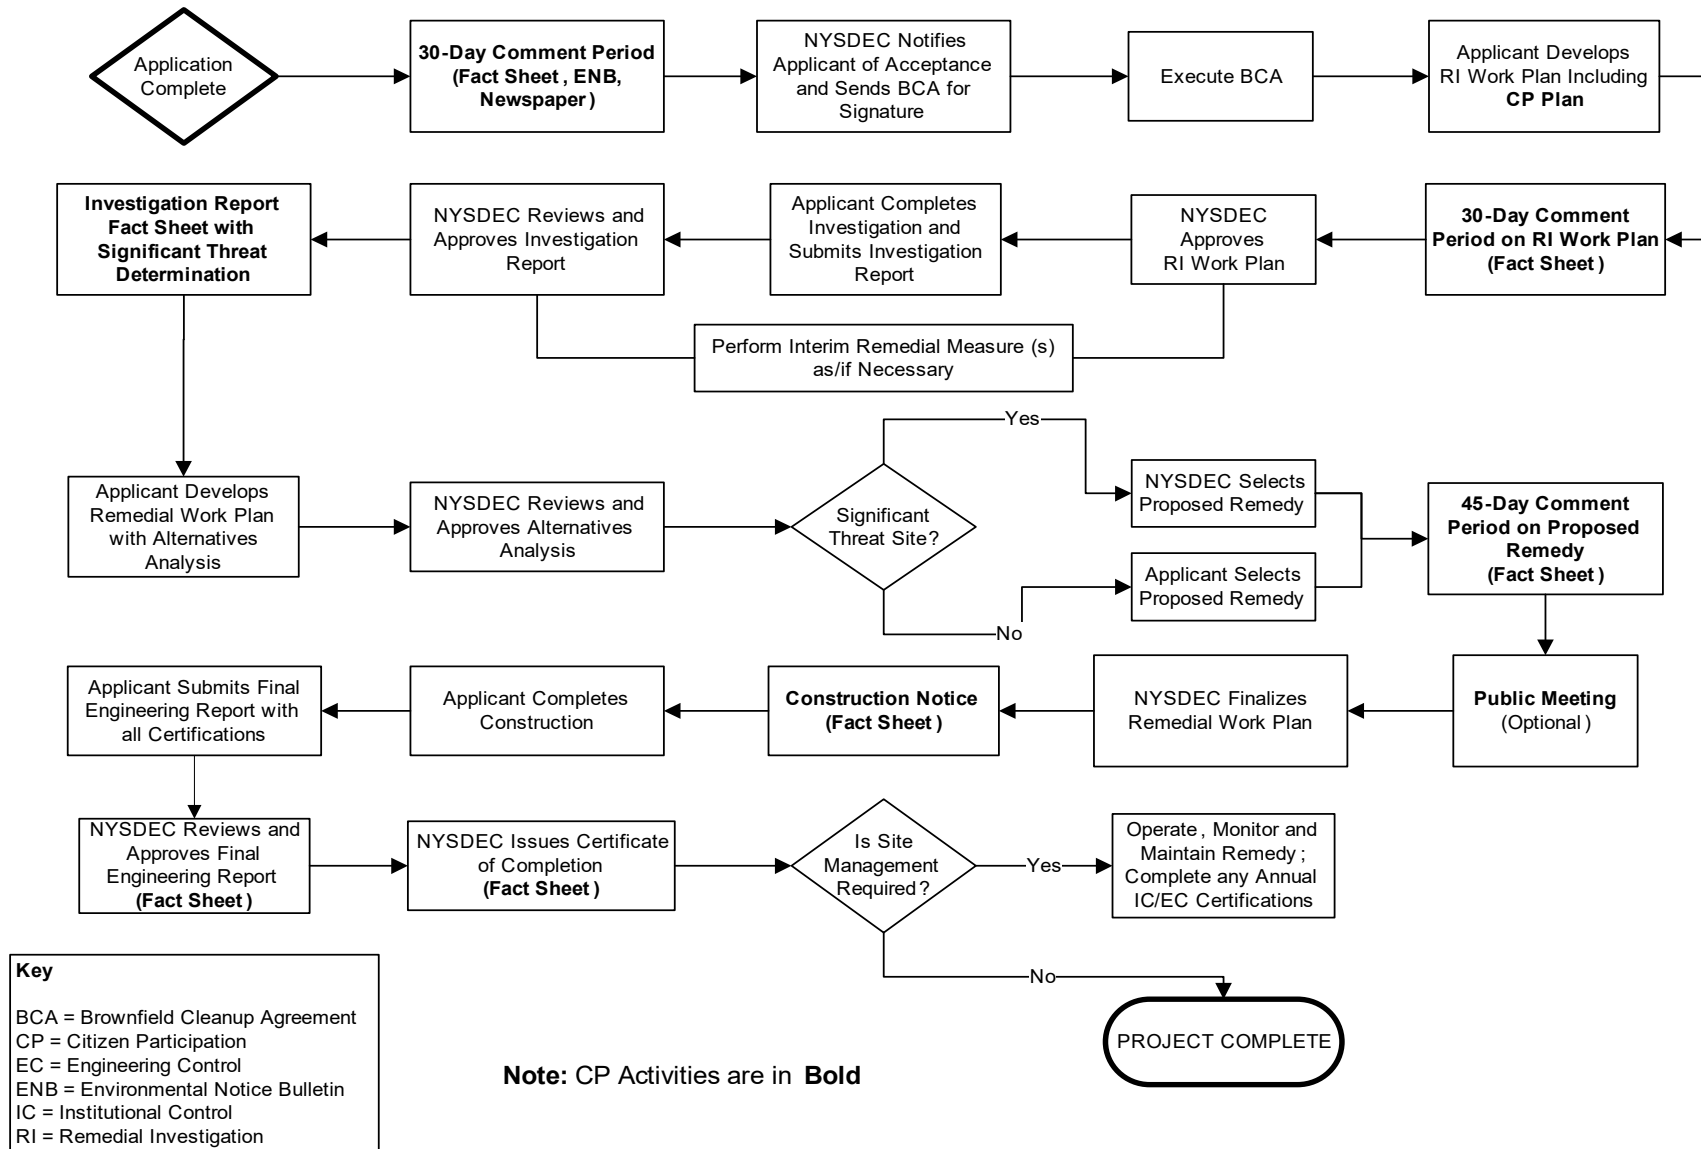 Application
Complete
30-Day Comment Period
(Fact Sheet, ENB,
Newspaper)
NYSDEC Notifies
Applicant of Acceptance
and Sends BCA for
Signature
Execute BCA
Applicant Develops
RI Work Plan Including
CP Plan
Investigation Report
Fact Sheet with
Significant Threat
Determination
NYSDEC Reviews and
Approves Investigation
Report
Applicant Completes
Investigation and
Submits Investigation
Report
NYSDEC
Approves
RI Work Plan
30-Day Comment
Period on RI Work Plan
(Fact Sheet)
Perform Interim Remedial Measure (s)
as/if Necessary
Applicant Develops
Remedial Work Plan
with Alternatives
Analysis
NYSDEC Reviews and
Approves Alternatives
Analysis
Significant
Threat Site?
Yes
No
NYSDEC Selects
Proposed Remedy
Applicant Selects
Proposed Remedy
45-Day Comment
Period on Proposed
Remedy
(Fact Sheet)
Applicant Submits Final
Engineering Report with
all Certifications
Applicant Completes
Construction
Construction Notice
(Fact Sheet)
NYSDEC Finalizes
Remedial Work Plan
Public Meeting
(Optional)
NYSDEC Reviews and
Approves Final
Engineering Report
(Fact Sheet)
NYSDEC Issues Certificate
of Completion
(Fact Sheet)
Is Site
Management
Required?
Yes
Operate, Monitor and
Maintain Remedy;
Complete any Annual
IC/EC Certifications
No
PROJECT COMPLETE
Key
BCA = Brownfield Cleanup Agreement
CP = Citizen Participation
EC = Engineering Control
ENB = Environmental Notice Bulletin
IC = Institutional Control
RI = Remedial Investigation
Note: CP Activities are in Bold